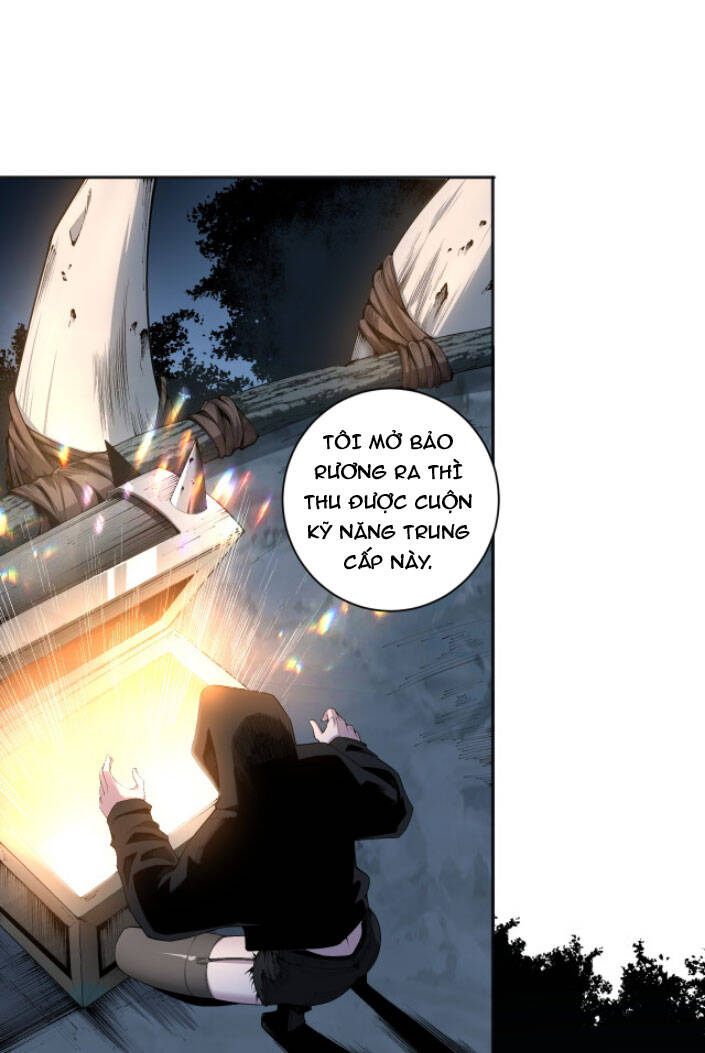 TÔI MỞ BẢO
RƯƠNG RA THÌ
THU ĐƯỢC CUỘN
KỸ NĂNG TRUNG
CẤP NÀY.